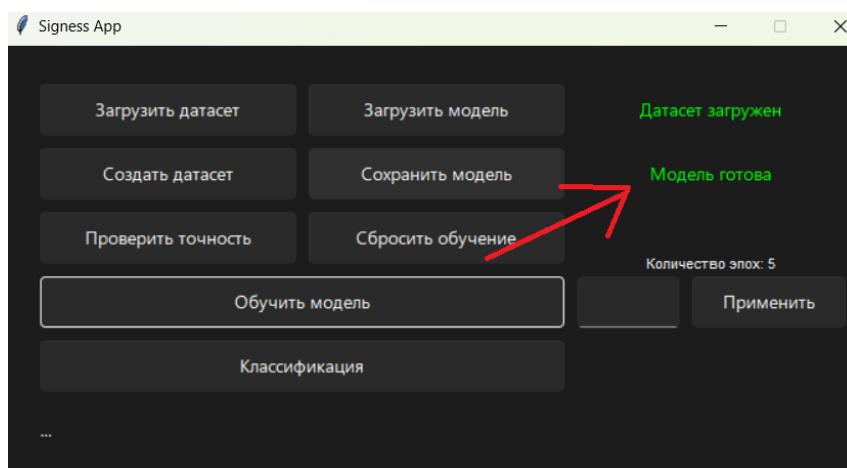 Signess App
Загрузить датасет
Загрузить модель
Датасет загружен
Создать датасет
Сохранить модель
Модель готова
Проверить точность
Сбросить обучение
Количество эпох: 5
Обучить модель
Применить
Классификация
...